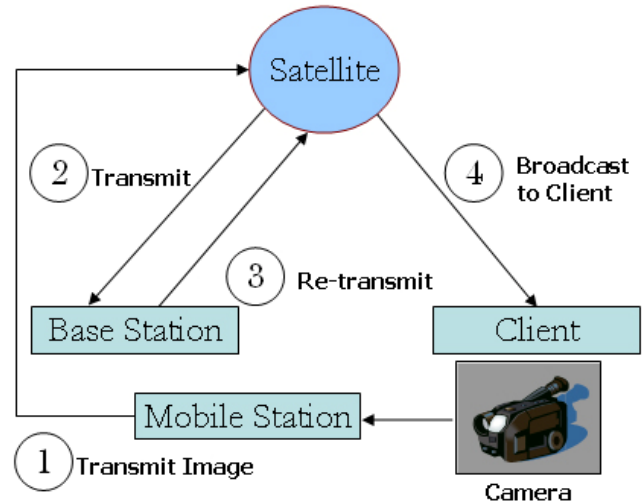 Satellite
2 Transmit
4 Broadcast
to Client
3 Re-transmit
Base Station
Client
Mobile Station
1 Transmit Image
Camera